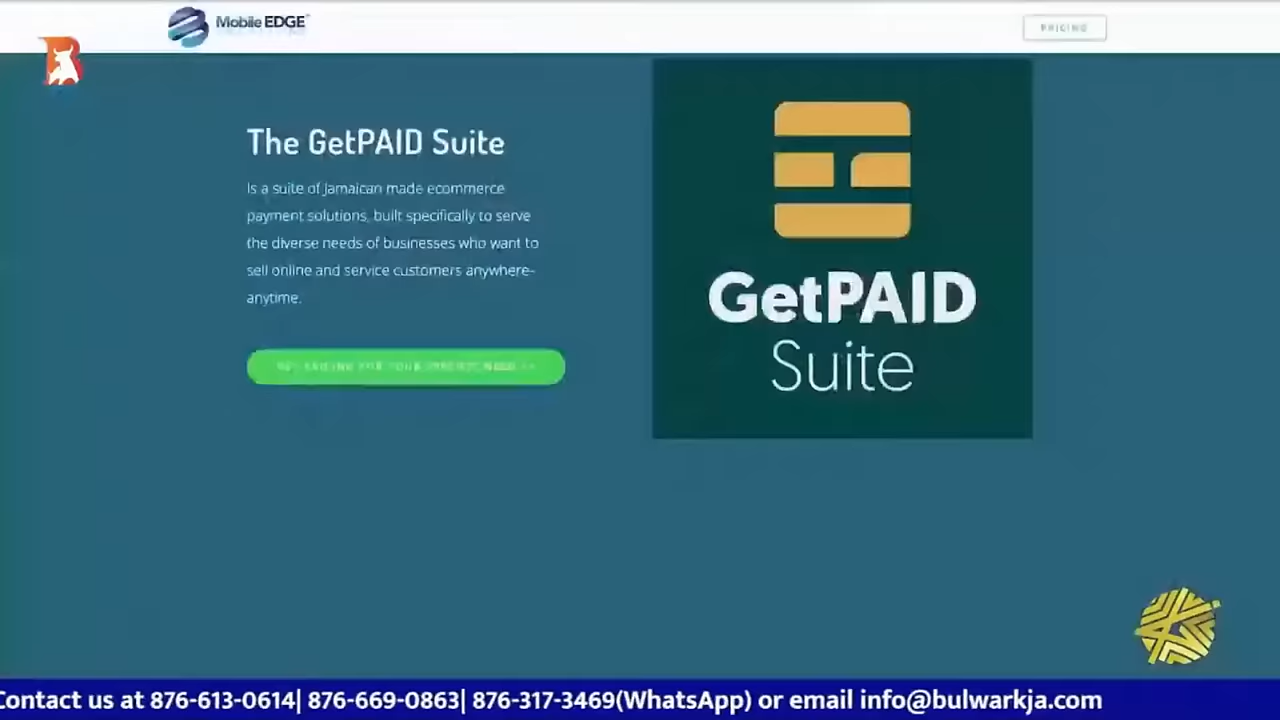 Mobile EDGE
PRICING
The GetPAID Suite
Is a suite of Jamaican made ecommerce
payment solutions, built specifically to serve
the diverse needs of businesses who want to
sell online and service customers anywhere-
anytime.
GetPAID
Suite
Contact us at 876-613-0614| 876-669-0863| 876-317-3469(WhatsApp) or email info@bulwarkja.com